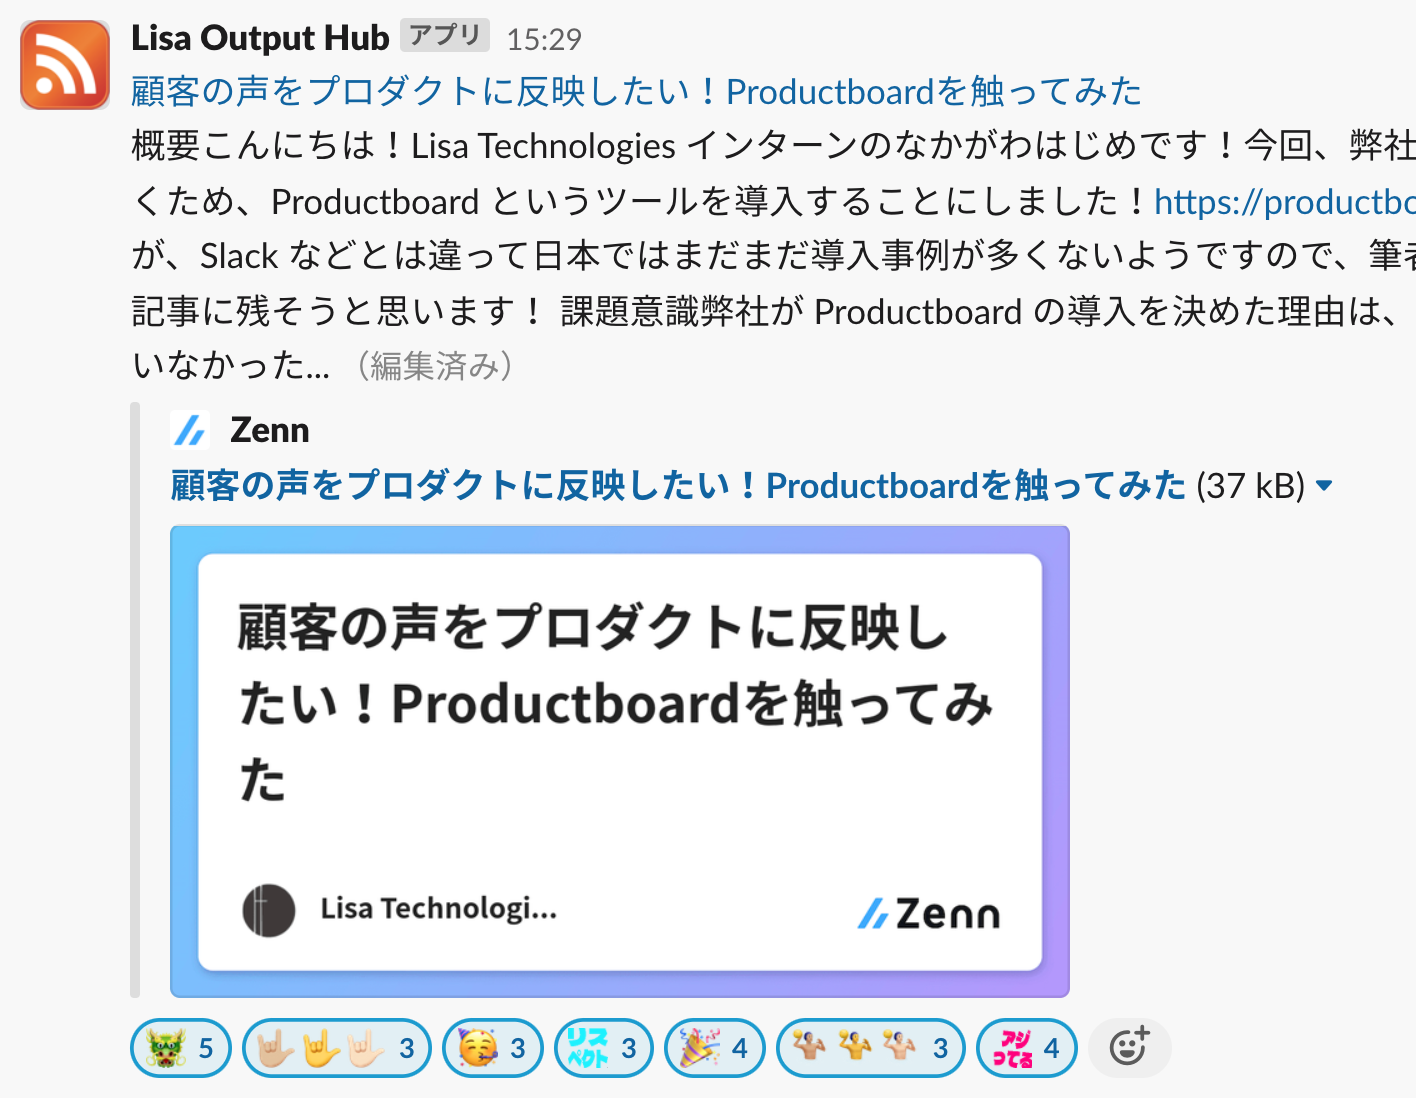 Lisa Output Hub アプリ 15:29
顧客の声をプロダクトに反映したい！Productboardを触ってみた
概要こんにちは！Lisa Technologies インターンのなかがわはじめです！今回、弊社
くため、Productboard というツールを導入することにしました！https://productbo
が、Slack などとは違って日本ではまだまだ導入事例が多くないようですので、筆者
記事に残そうと思います！ 課題意識弊社が Productboard の導入を決めた理由は、
いなかった... （編集済み）
Zenn
顧客の声をプロダクトに反映したい！Productboardを触ってみた (37 kB)
顧客の声をプロダクトに反映し
たい！Productboardを触ってみ
た
Lisa Technologi... Zenn
5 3 3 リス 3 4 3 アジ 4
ペクト ってる